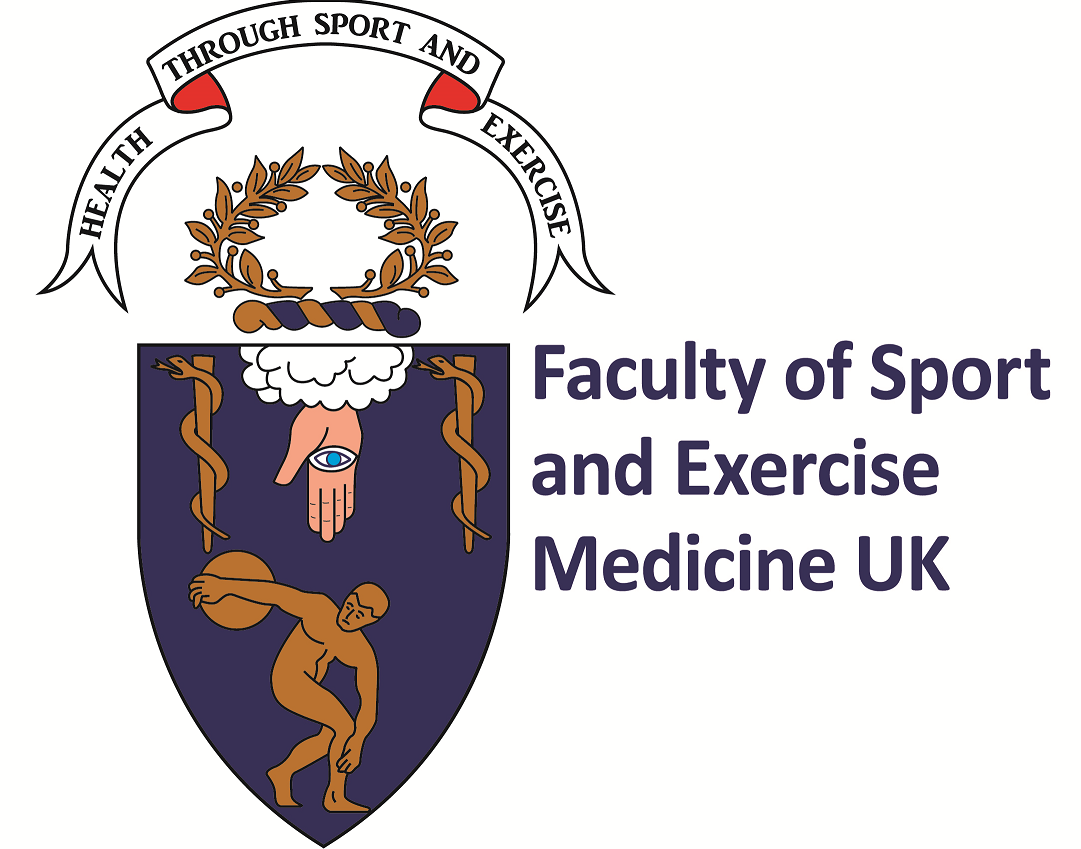 HEALTH THROUGH SPORT AND EXERCISE
Faculty of Sport
and Exercise
Medicine UK